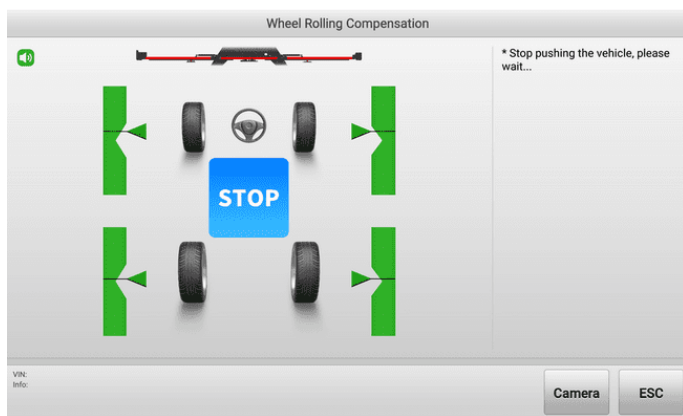 Wheel Rolling Compensation
* Stop pushing the vehicle, please
wait...
STOP
VIN:
Info:
Camera
ESC